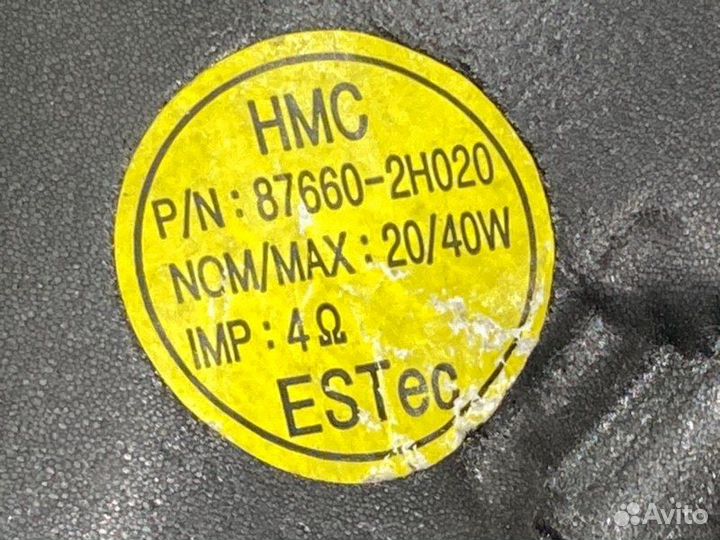 HMC
P/N : 87660-2H020
NOM/MAX : 20/40W
IMP : 4Ω
ESTec
Avito